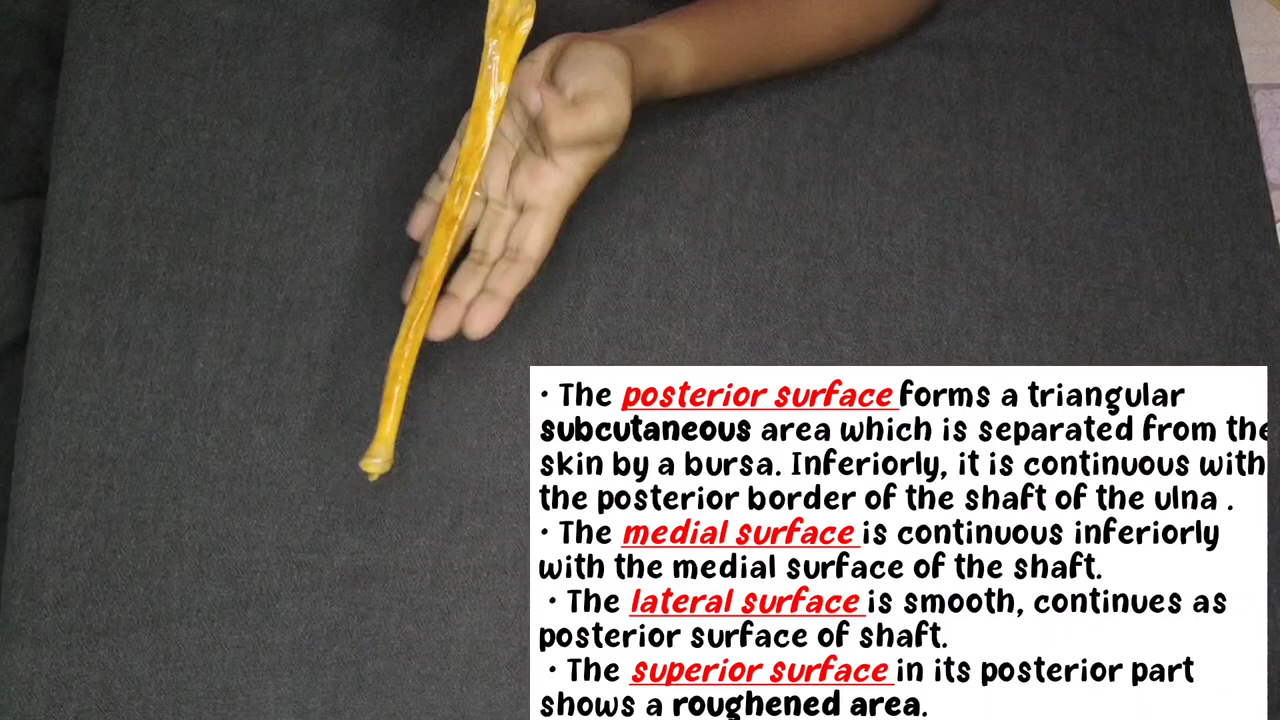 • The posterior surface forms a triangular
subcutaneous area which is separated from the
skin by a bursa. Inferiorly, it is continuous with
the posterior border of the shaft of the ulna .
• The medial surface is continuous inferiorly
with the medial surface of the shaft.
• The lateral surface is smooth, continues as
posterior surface of shaft.
• The superior surface in its posterior part
shows a roughened area.